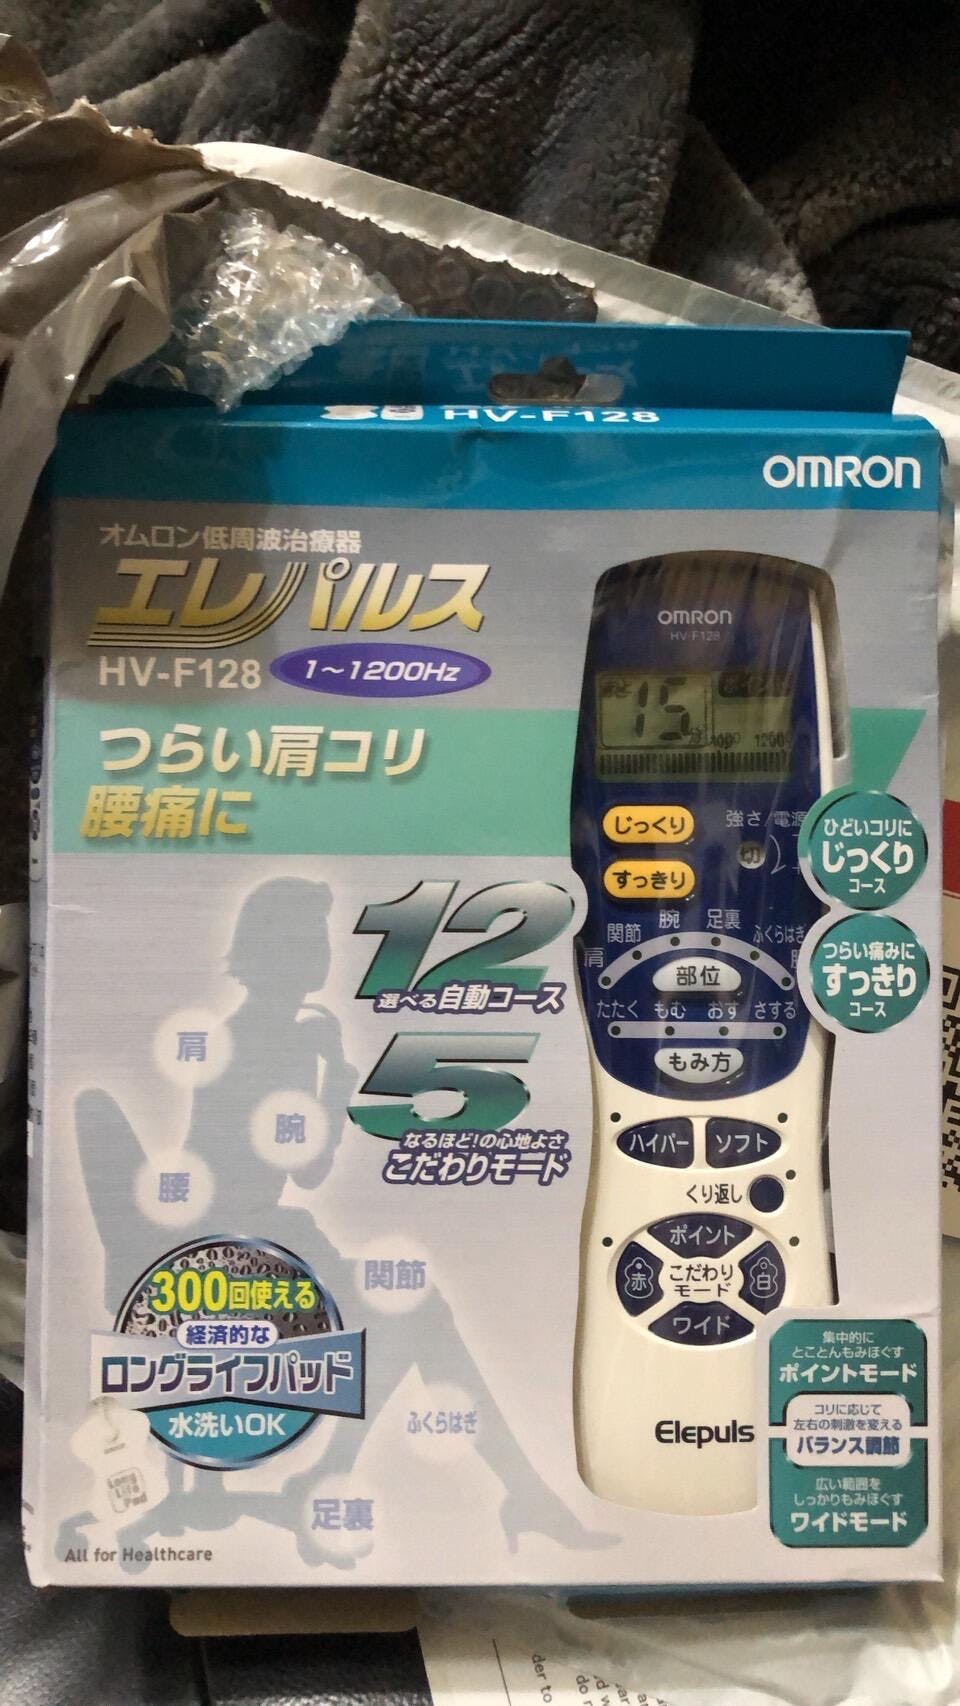 HV-F128
OMRON
オムロン低周波治療器
エレパルス
HV-F128
1~1200Hz
つらい肩コリ
腰痛に
OMRON
HV-F128
15
1200
じっくり
すっきり
強さ/電源
切
ひどいコリに
じっくり
コース
つらい痛みに
すっきり
コース
肩
関節
腕
足裏
ふくらはぎ
部位
たたく
もむ
おす
さする
もみ方
12
選べる自動コース
5
なるほど!の心地よさ
こだわりモード
ハイパー
ソフト
くり返し
ポイント
赤
こだわり
モード
白
ワイド
Elepuls
肩
腕
腰
関節
ふくらはぎ
足裏
300回使える
経済的な
ロングライフパッド
水洗いOK
Long
Life
Pad
集中的に
とことんもみほぐす
ポイントモード
コリに応じて
左右の刺激を変える
バランス調節
広い範囲を
しっかりもみほぐす
ワイドモード
All for Healthcare
der to
do r